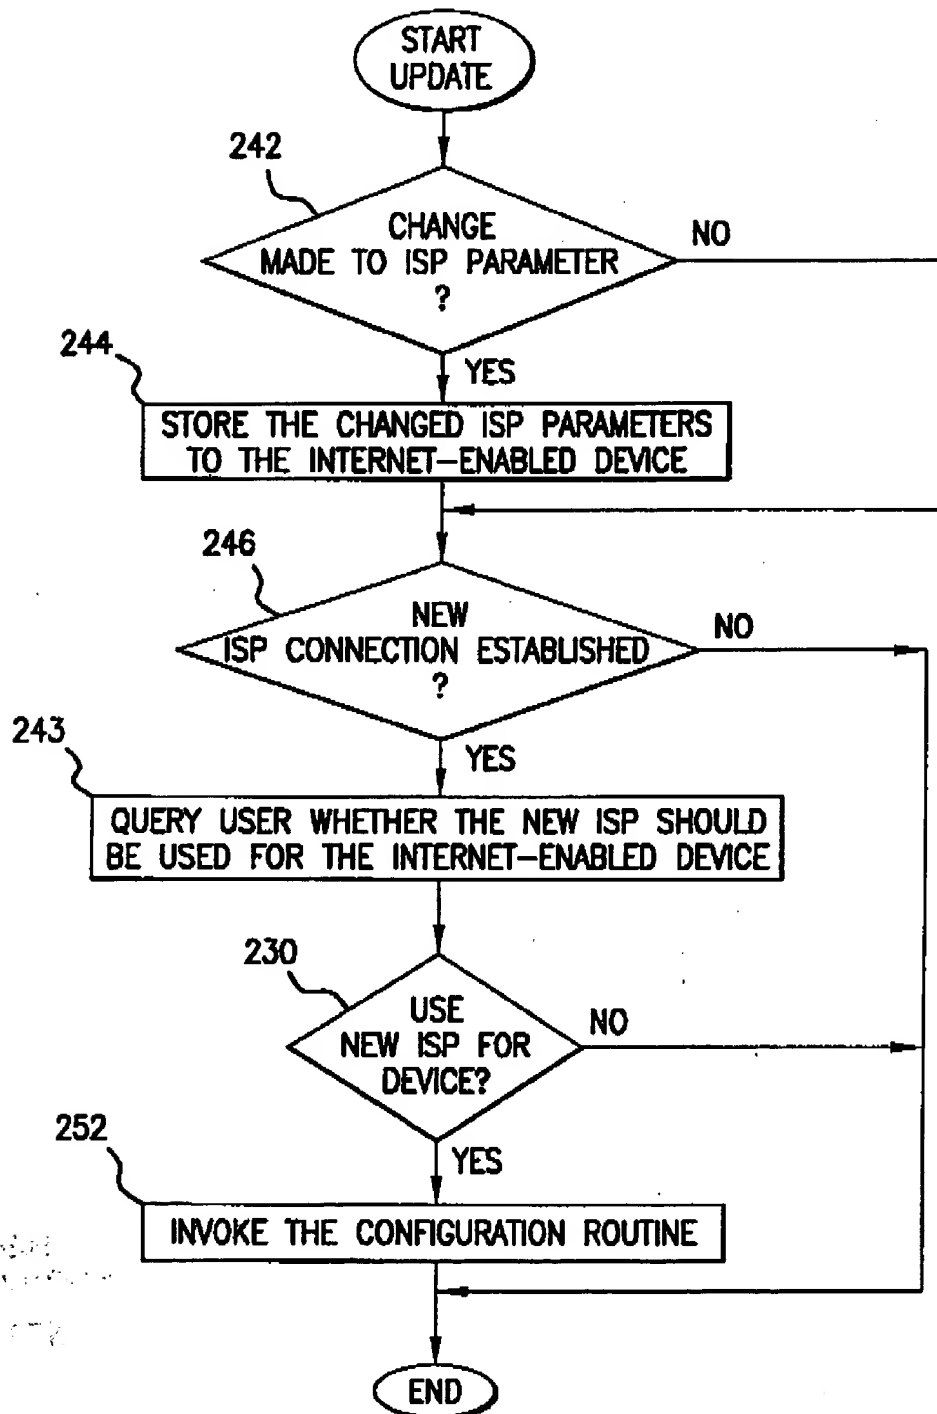 START
UPDATE
242
CHANGE
MADE TO ISP PARAMETER
?
NO
YES
244
STORE THE CHANGED ISP PARAMETERS
TO THE INTERNET-ENABLED DEVICE
246
NEW
ISP CONNECTION ESTABLISHED
?
NO
YES
243
QUERY USER WHETHER THE NEW ISP SHOULD
BE USED FOR THE INTERNET-ENABLED DEVICE
230
USE
NEW ISP FOR
DEVICE?
NO
YES
252
INVOKE THE CONFIGURATION ROUTINE
END